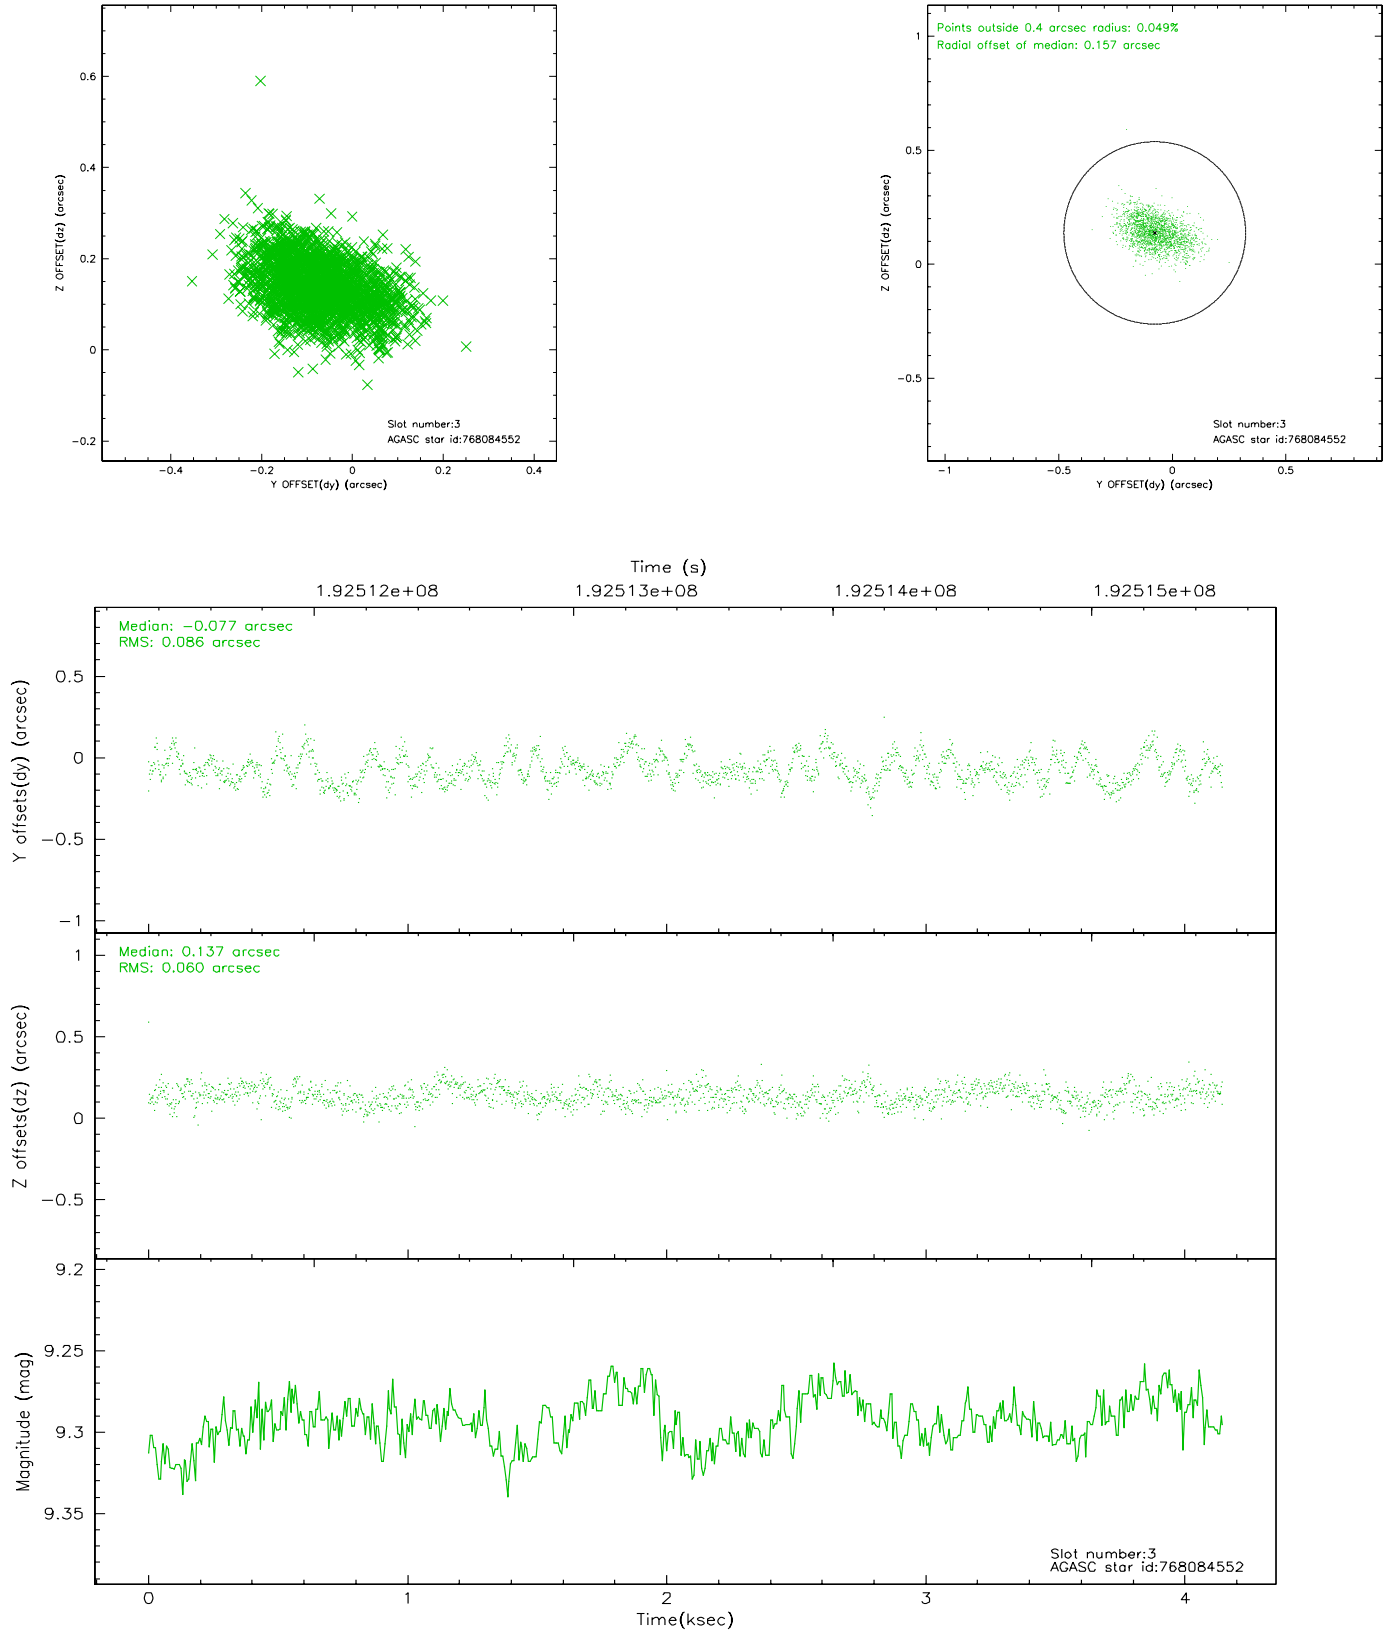 0.6
0.4
0.2
0
−0.2
−0.4
−0.2
0
0.2
0.4
Z OFFSET(dz) (arcsec)
Y OFFSET(dy) (arcsec)
Slot number:3
AGASC star id:768084552
Points outside 0.4 arcsec radius: 0.049%
Radial offset of median: 0.157 arcsec
1
0.5
0
−0.5
−1
−0.5
0
0.5
Z OFFSET(dz) (arcsec)
Y OFFSET(dy) (arcsec)
Slot number:3
AGASC star id:768084552
Time (s)
1.92512e+08
1.92513e+08
1.92514e+08
1.92515e+08
Median: −0.077 arcsec
RMS: 0.086 arcsec
0.5
0
−0.5
−1
Y offsets(dy) (arcsec)
Median: 0.137 arcsec
RMS: 0.060 arcsec
1
0.5
0
−0.5
Z offsets(dz) (arcsec)
9.2
9.25
9.3
9.35
Magnitude (mag)
Slot number:3
AGASC star id:768084552
0
1
2
3
4
Time(ksec)